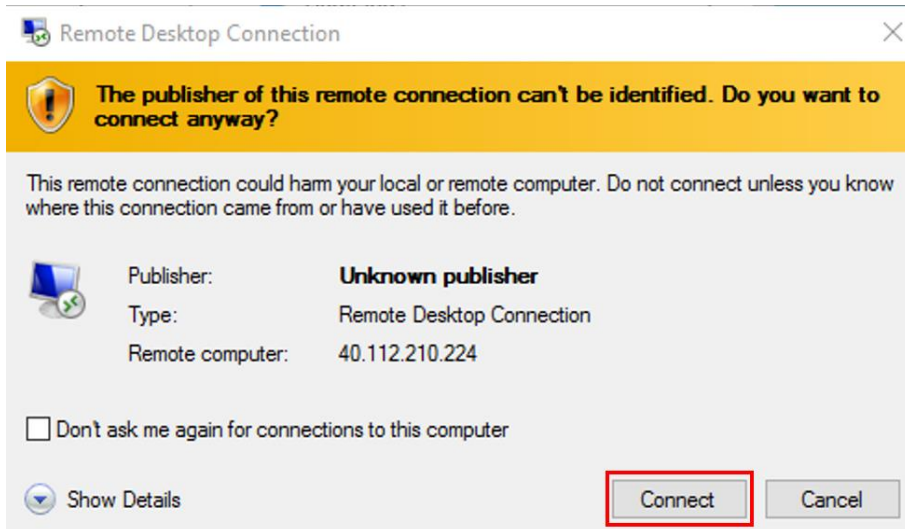 Remote Desktop Connection
The publisher of this remote connection can't be identified. Do you want to
connect anyway?
This remote connection could harm your local or remote computer. Do not connect unless you know
where this connection came from or have used it before.
Publisher: Unknown publisher
Type: Remote Desktop Connection
Remote computer: 40.112.210.224
Don't ask me again for connections to this computer
Show Details Connect Cancel